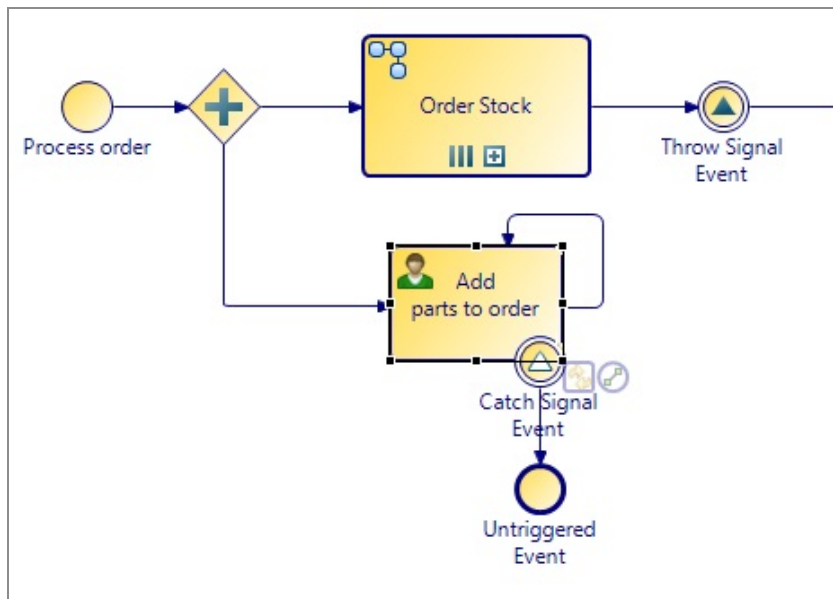 Order Stock
Process order
Throw Signal
Event
Add
parts to order
Catch Signal
Event
Untriggered
Event